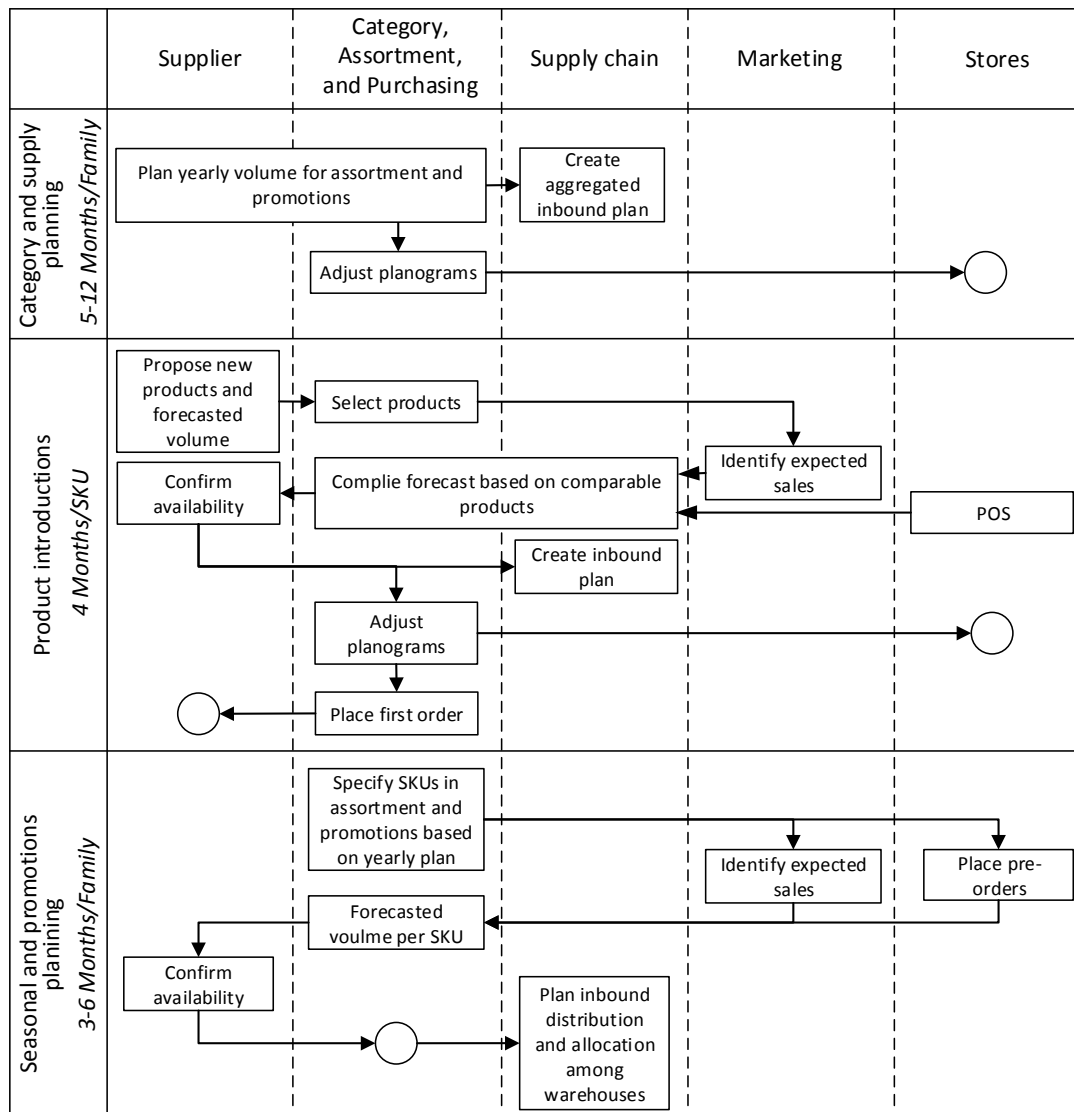 Supplier
Category,
Assortment,
and Purchasing
Supply chain
Marketing
Stores
Category and supply
planning
5-12 Months/Family
Plan yearly volume for assortment and
promotions
Create
aggregated
inbound plan
Adjust planograms
Product introductions
4 Months/SKU
Propose new
products and
forecasted
volume
Select products
Identify expected
sales
Complie forecast based on comparable
products
Confirm
availability
POS
Create inbound
plan
Adjust
planograms
Place first order
Seasonal and promotions
planining
3-6 Months/Family
Specify SKUs in
assortment and
promotions based
on yearly plan
Identify expected
sales
Place pre-
orders
Forecasted
voulme per SKU
Confirm
availability
Plan inbound
distribution
and allocation
among
warehouses